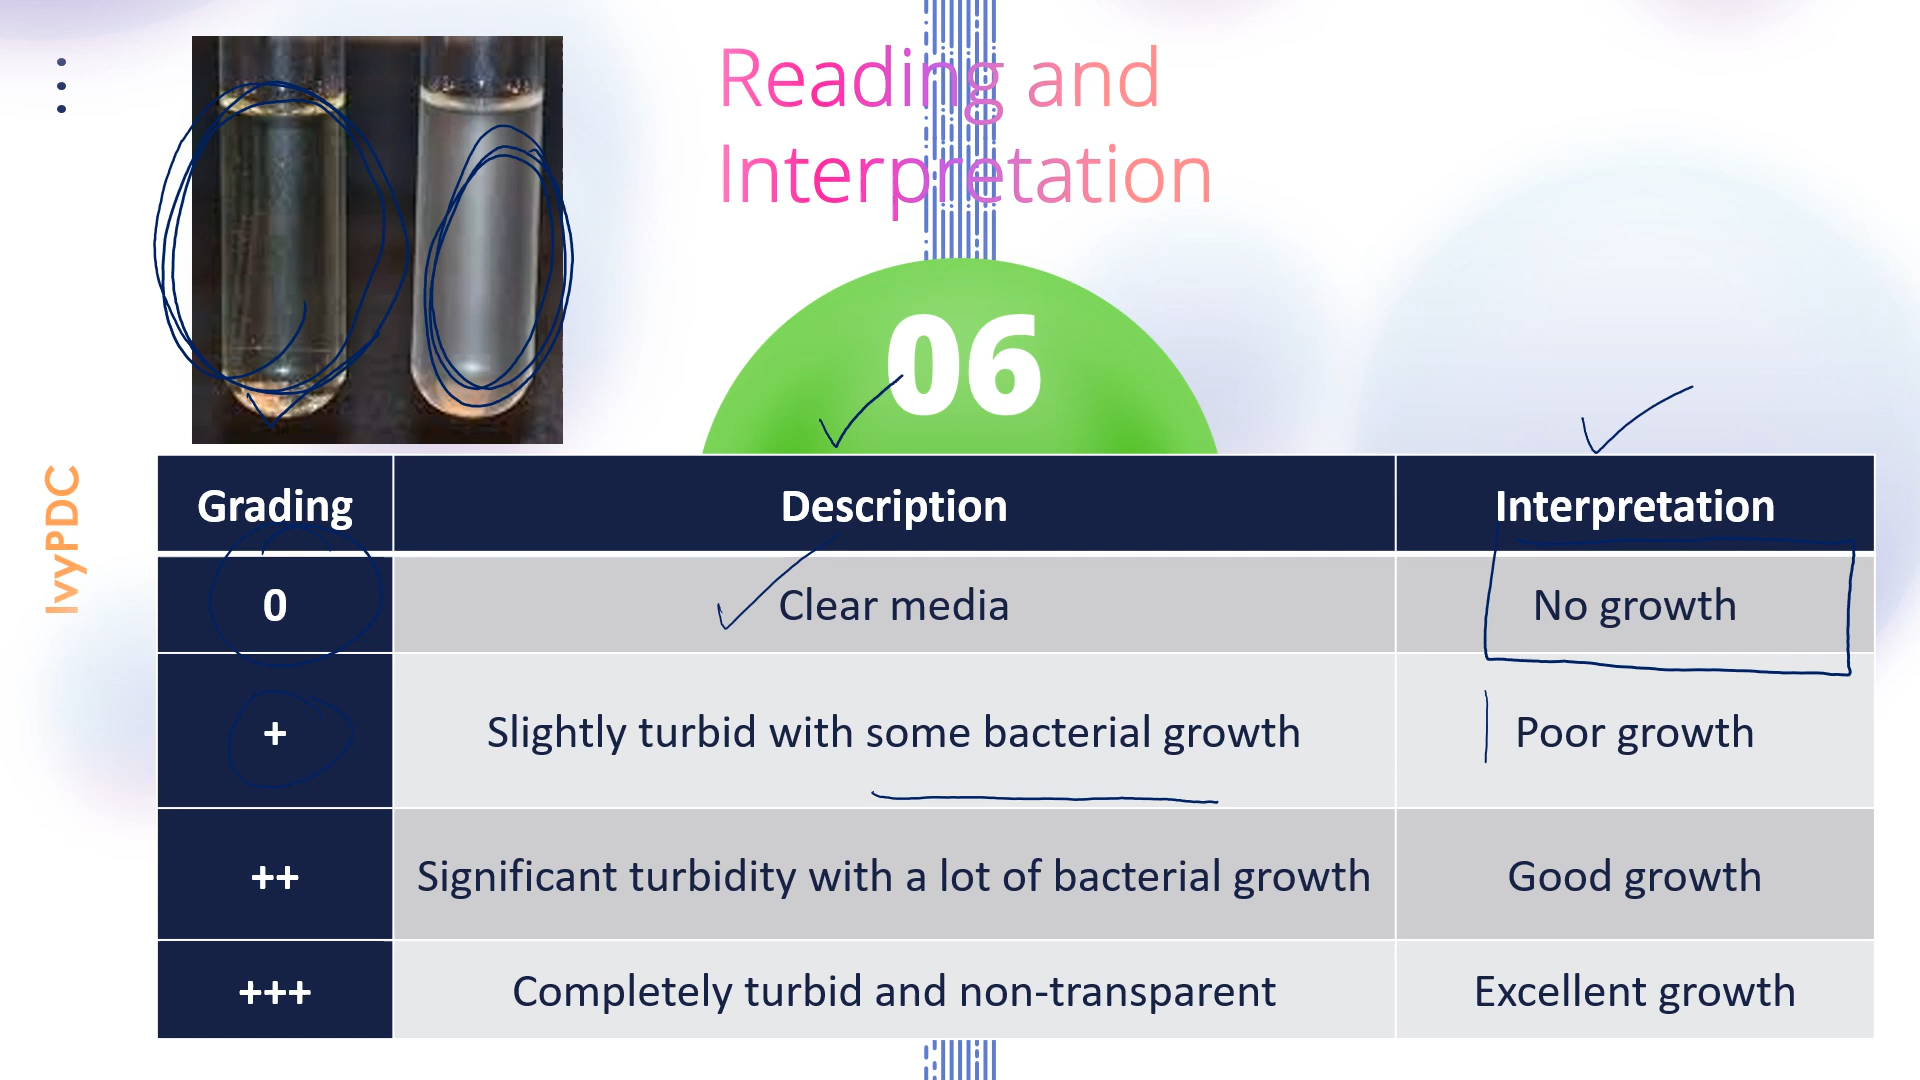 Reading and
Interpretation
06
IvyPDC
Grading Description Interpretation
0 Clear media No growth
+ Slightly turbid with some bacterial growth Poor growth
++ Significant turbidity with a lot of bacterial growth Good growth
+++ Completely turbid and non-transparent Excellent growth